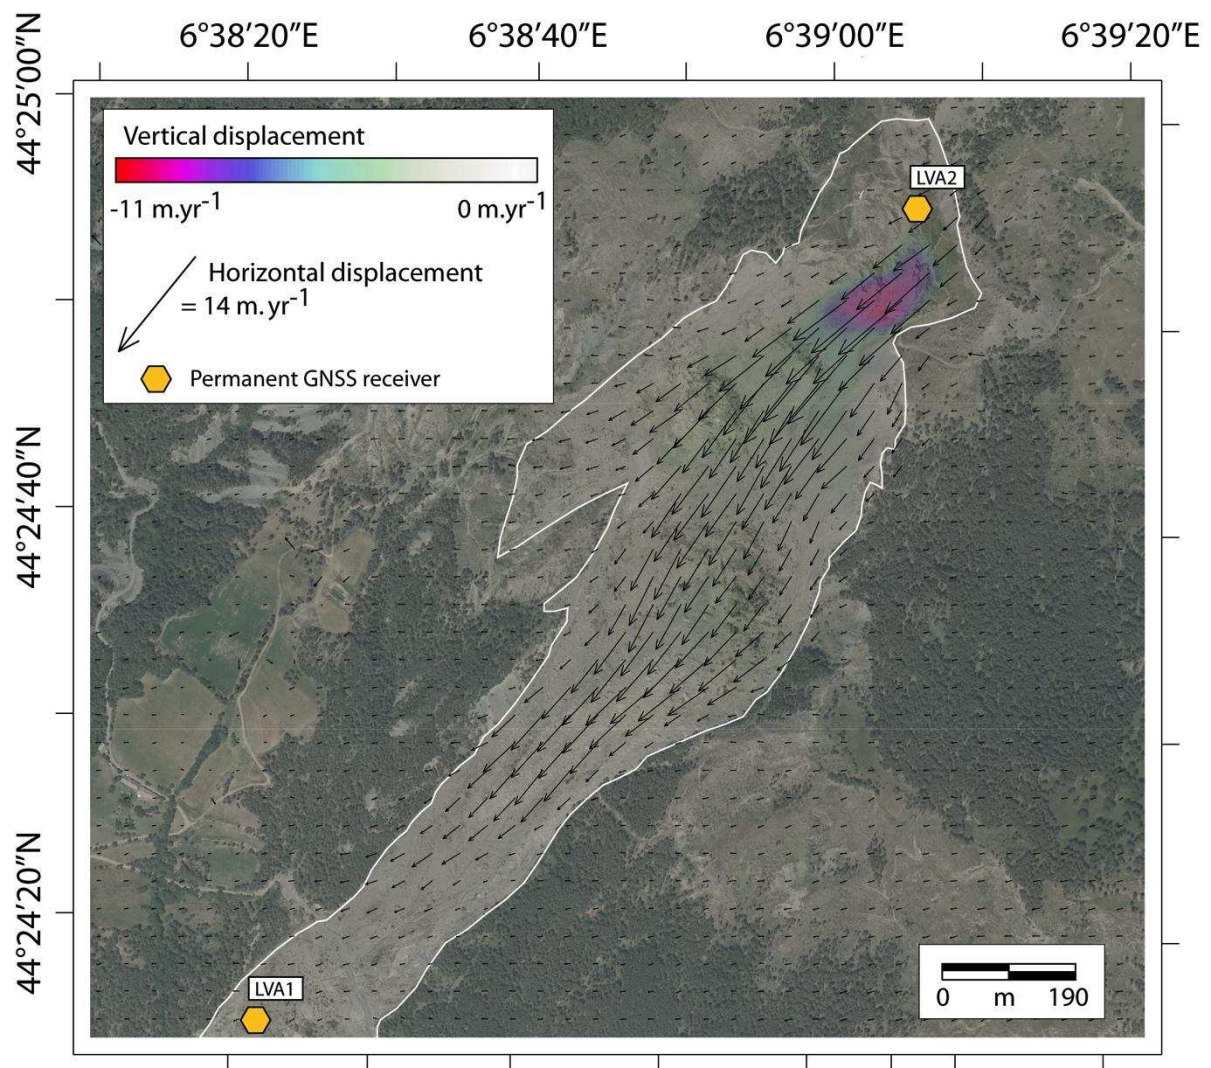 6°38′20″E 6°38′40″E 6°39′00″E 6°39′20″E
44°25′00″N
44°24′40″N
44°24′20″N
Vertical displacement
-11 m.yr-1 0 m.yr-1
Horizontal displacement
= 14 m.yr-1
Permanent GNSS receiver
LVA2
LVA1
0 m 190